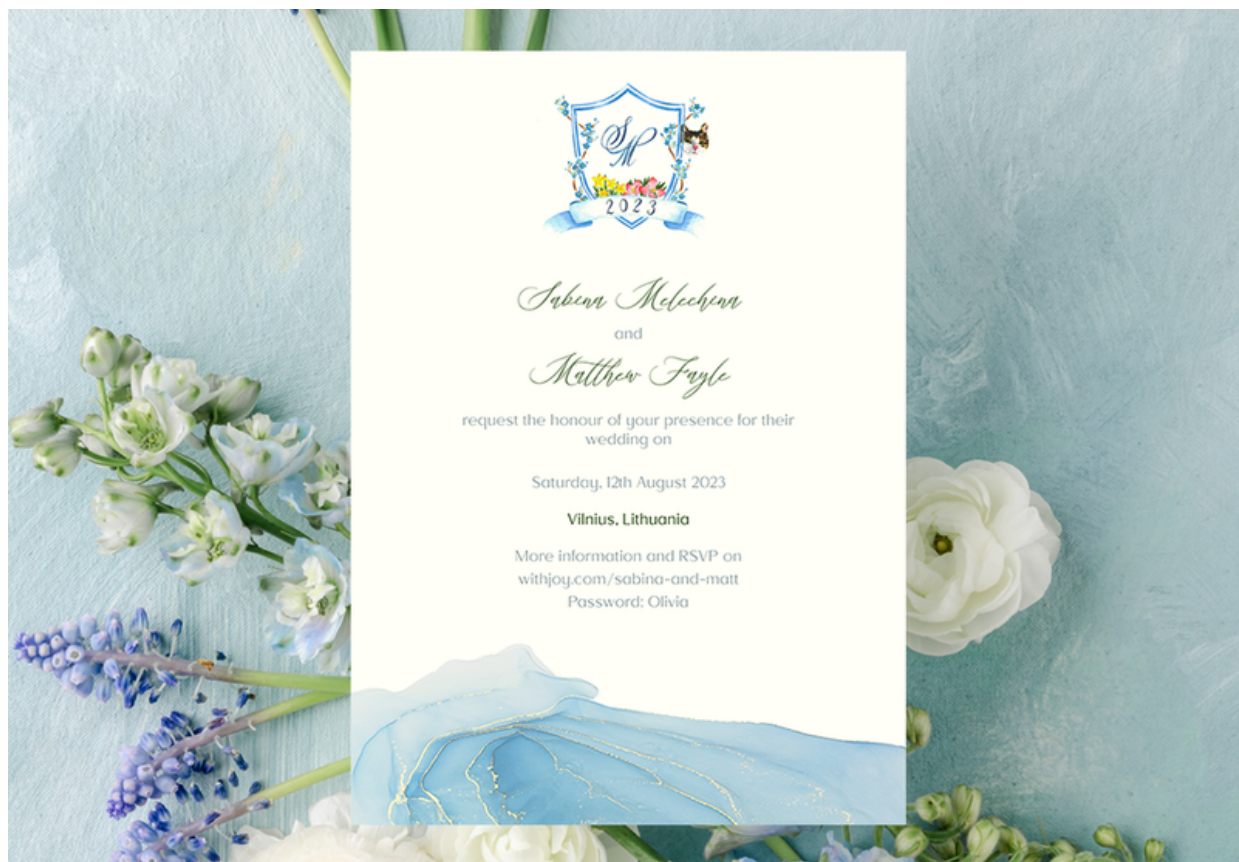 SM
2023
Sabina Melechina
and
Matthew Fayle
request the honour of your presence for their
wedding on
Saturday, 12th August 2023
Vilnius, Lithuania
More information and RSVP on
withjoy.com/sabina-and-matt
Password: Olivia